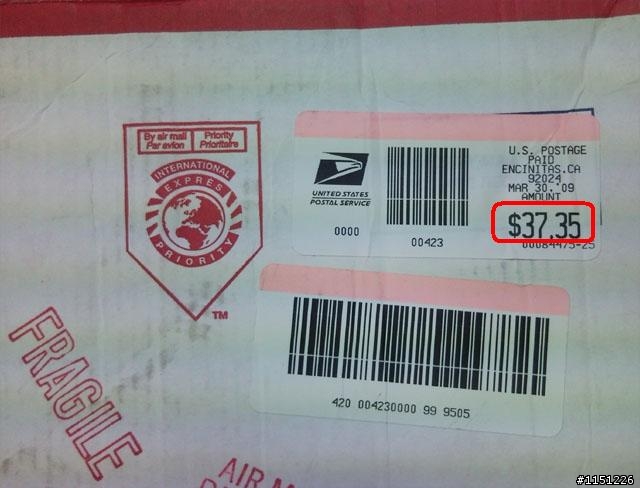 By air mail
Par avion
Priority
Prioritaire
INTERNATIONAL
EXPRES
PRIORITY
TM
UNITED STATES
POSTAL SERVICE
0000
00423
U.S. POSTAGE
PAID
ENCINITAS.CA
92024
MAR 30.'09
AMOUNT
$37.35
00084475-25
420 004230000 99 9505
FRAGILE
AIR
#1151226